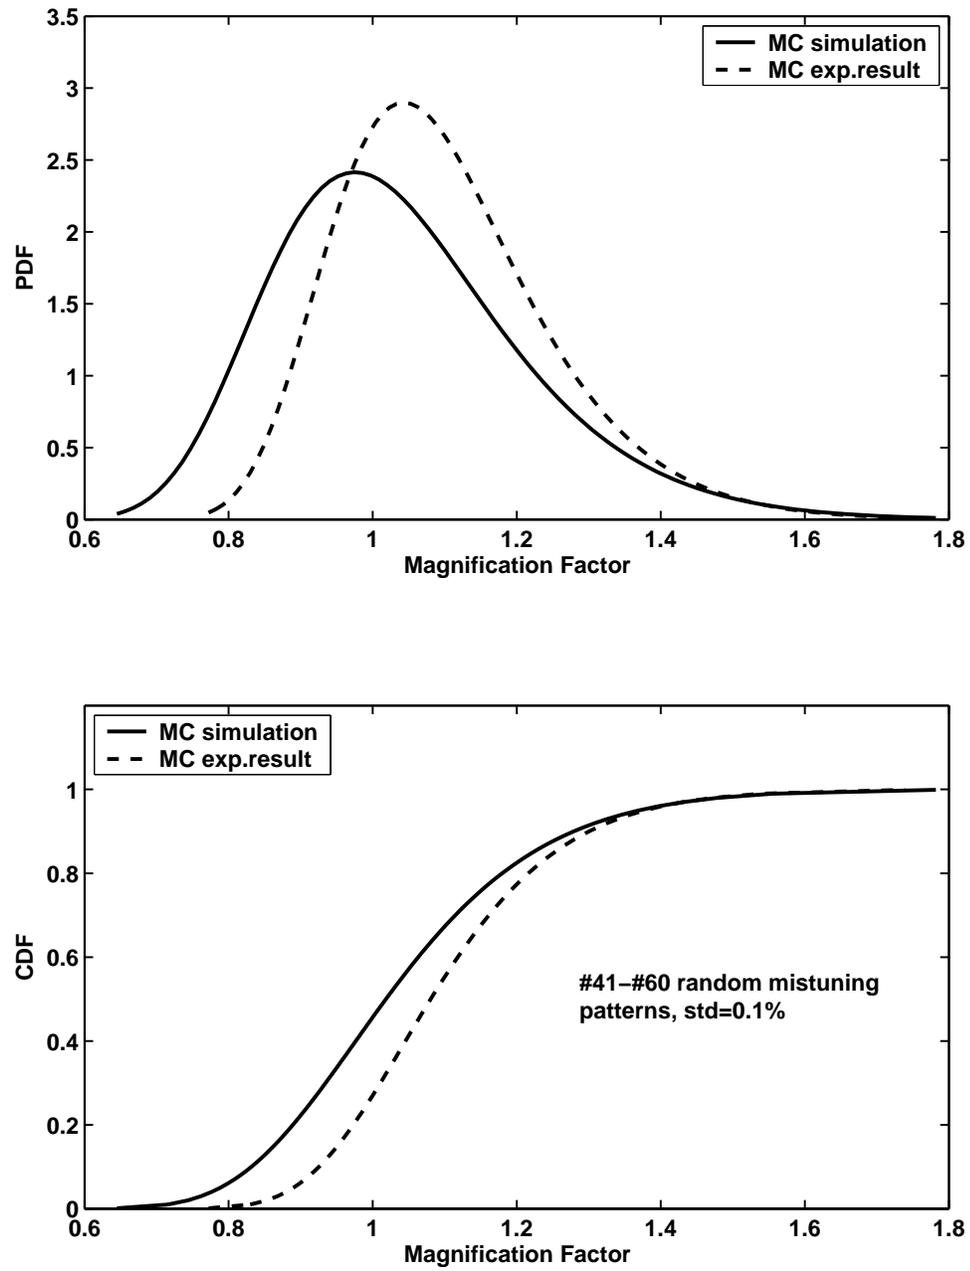 3.5
MC simulation
MC exp.result
3
2.5
2
PDF
1.5
1
0.5
0
0.6 0.8 1 1.2 1.4 1.6 1.8
Magnification Factor
MC simulation
MC exp.result
1
0.8
CDF
0.6
#41–#60 random mistuning
patterns, std=0.1%
0.4
0.2
0
0.6 0.8 1 1.2 1.4 1.6 1.8
Magnification Factor